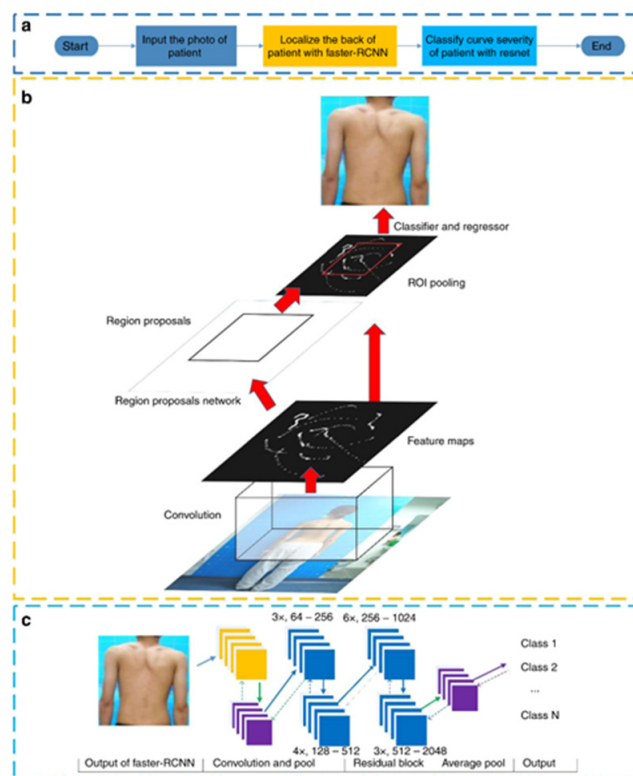 a
Start
Input the photo of
patient
Localize the back of
patient with faster-RCNN
Classify curve severity
of patient with resnet
End
b
Classifier and regressor
ROI pooling
Region proposals
Region proposals network
Feature maps
Convolution
c
3×, 64 – 256
6×, 256 – 1024
Class 1
Class 2
...
Class N
4×, 128 – 512
3×, 512 – 2048
Output of faster-RCNN
Convolution and pool
Residual block
Average pool
Output